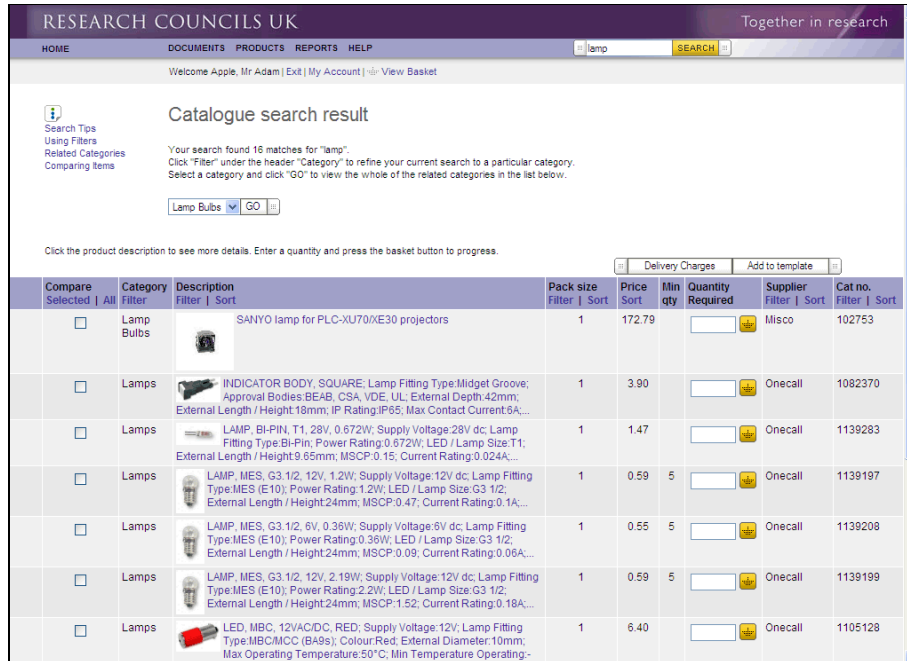 RESEARCH COUNCILS UK
Together in research
HOME DOCUMENTS PRODUCTS REPORTS HELP lamp SEARCH
Welcome Apple, Mr Adam | Exit | My Account | View Basket
Search Tips
Using Filters
Related Categories
Comparing Items
Catalogue search result
Your search found 16 matches for "lamp".
Click "Filter" under the header "Category" to refine your current search to a particular category.
Select a category and click "GO" to view the whole of the related categories in the list below.
Lamp Bulbs GO
Click the product description to see more details. Enter a quantity and press the basket button to progress.
Delivery Charges Add to template
Compare Category Description Pack size Price Min Quantity Supplier Cat no.
Selected | All Filter Filter | Sort Filter | Sort Sort qty Required Filter | Sort Filter | Sort
Lamp SANYO lamp for PLC-XU70/XE30 projectors 1 172.79 Misco 102753
Bulbs
Lamps INDICATOR BODY, SQUARE; Lamp Fitting Type:Midget Groove; 1 3.90 Onecall 1082370
Approval Bodies:BEAB, CSA, VDE, UL; External Depth:42mm;
External Length / Height:18mm; IP Rating:IP65; Max Contact Current:6A;...
Lamps LAMP, BI-PIN, T1, 28V, 0.672W; Supply Voltage:28V dc; Lamp 1 1.47 Onecall 1139283
Fitting Type:Bi-Pin; Power Rating:0.672W; LED / Lamp Size:T1;
External Length / Height:9.65mm; MSCP:0.15; Current Rating:0.024A;...
Lamps LAMP, MES, G3.1/2, 12V, 1.2W; Supply Voltage:12V dc; Lamp Fitting 1 0.59 5 Onecall 1139197
Type:MES (E10); Power Rating:1.2W; LED / Lamp Size:G3 1/2;
External Length / Height:24mm; MSCP:0.47; Current Rating:0.1A;...
Lamps LAMP, MES, G3.1/2, 6V, 0.36W; Supply Voltage:6V dc; Lamp Fitting 1 0.55 5 Onecall 1139208
Type:MES (E10); Power Rating:0.36W; LED / Lamp Size:G3 1/2;
External Length / Height:24mm; MSCP:0.09; Current Rating:0.06A;...
Lamps LAMP, MES, G3.1/2, 12V, 2.19W; Supply Voltage:12V dc; Lamp Fitting 1 0.59 5 Onecall 1139199
Type:MES (E10); Power Rating:2.2W; LED / Lamp Size:G3 1/2;
External Length / Height:24mm; MSCP:1.52; Current Rating:0.18A;...
Lamps LED, MBC, 12VAC/DC, RED; Supply Voltage:12V; Lamp Fitting 1 6.40 Onecall 1105128
Type:MBC/MCC (BA9s); Colour:Red; External Diameter:10mm;
Max Operating Temperature:50°C; Min Temperature Operating:-